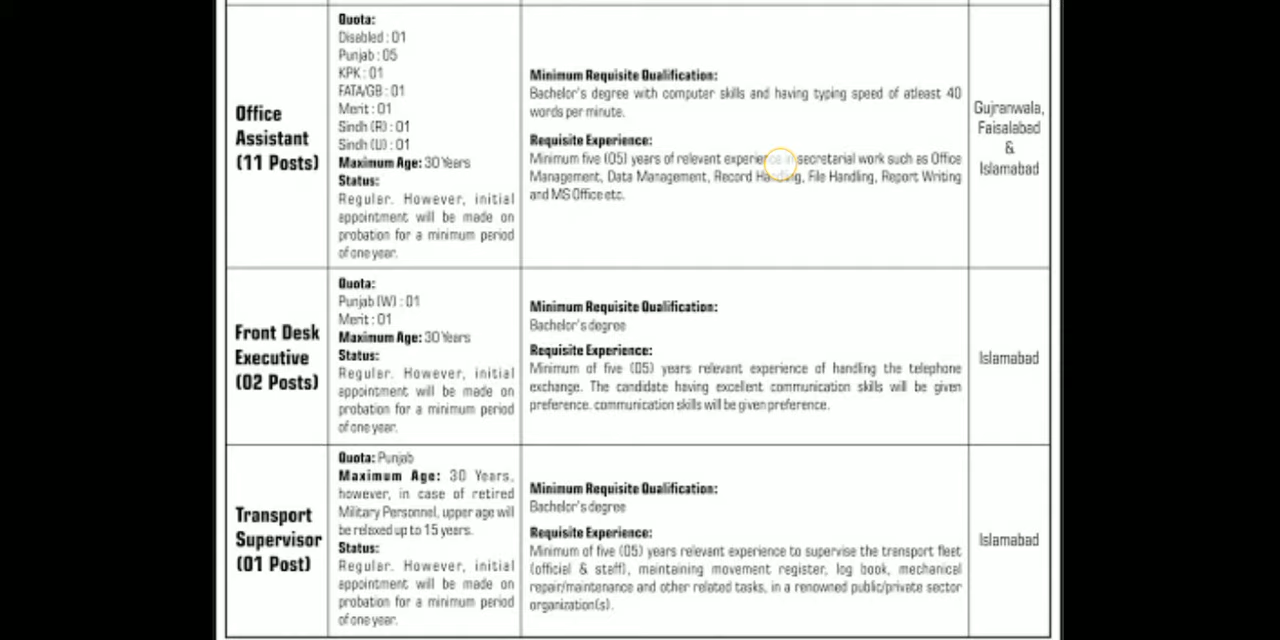 Office
Assistant
(11 Posts)
Quota:
Disabled : 01
Punjab : 05
KPK : 01
FATA/GB : 01
Merit : 01
Sindh (R) : 01
Sindh (U) : 01
Maximum Age: 30 Years
Status:
Regular. However, initial
appointment will be made on
probation for a minimum period
of one year.
Minimum Requisite Qualification:
Bachelor's degree with computer skills and having typing speed of atleast 40
words per minute.
Requisite Experience:
Minimum five (05) years of relevant experience in secretarial work such as Office
Management, Data Management, Record Handling, File Handling, Report Writing
and MS Office etc.
Gujranwala,
Faisalabad
&
Islamabad
Front Desk
Executive
(02 Posts)
Quota:
Punjab (W) : 01
Merit : 01
Maximum Age: 30 Years
Status:
Regular. However, initial
appointment will be made on
probation for a minimum period
of one year.
Minimum Requisite Qualification:
Bachelor's degree
Requisite Experience:
Minimum of five (05) years relevant experience of handling the telephone
exchange. The candidate having excellent communication skills will be given
preference. communication skills will be given preference.
Islamabad
Transport
Supervisor
(01 Post)
Quota: Punjab
Maximum Age: 30 Years,
however, in case of retired
Military Personnel, upper age will
be relaxed up to 15 years.
Status:
Regular. However, initial
appointment will be made on
probation for a minimum period
of one year.
Minimum Requisite Qualification:
Bachelor's degree
Requisite Experience:
Minimum of five (05) years relevant experience to supervise the transport fleet
(official & staff), maintaining movement register, log book, mechanical
repair/maintenance and other related tasks, in a renowned public/private sector
organization(s).
Islamabad